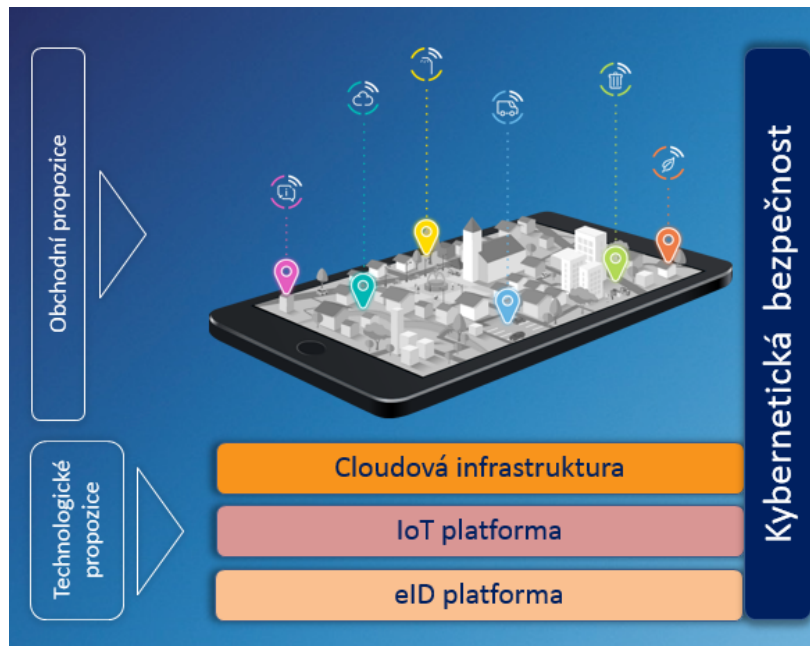 Obchodní propozice
Technologické
propozice
Cloudová infrastruktura
IoT platforma
eID platforma
Kybernetická bezpečnost